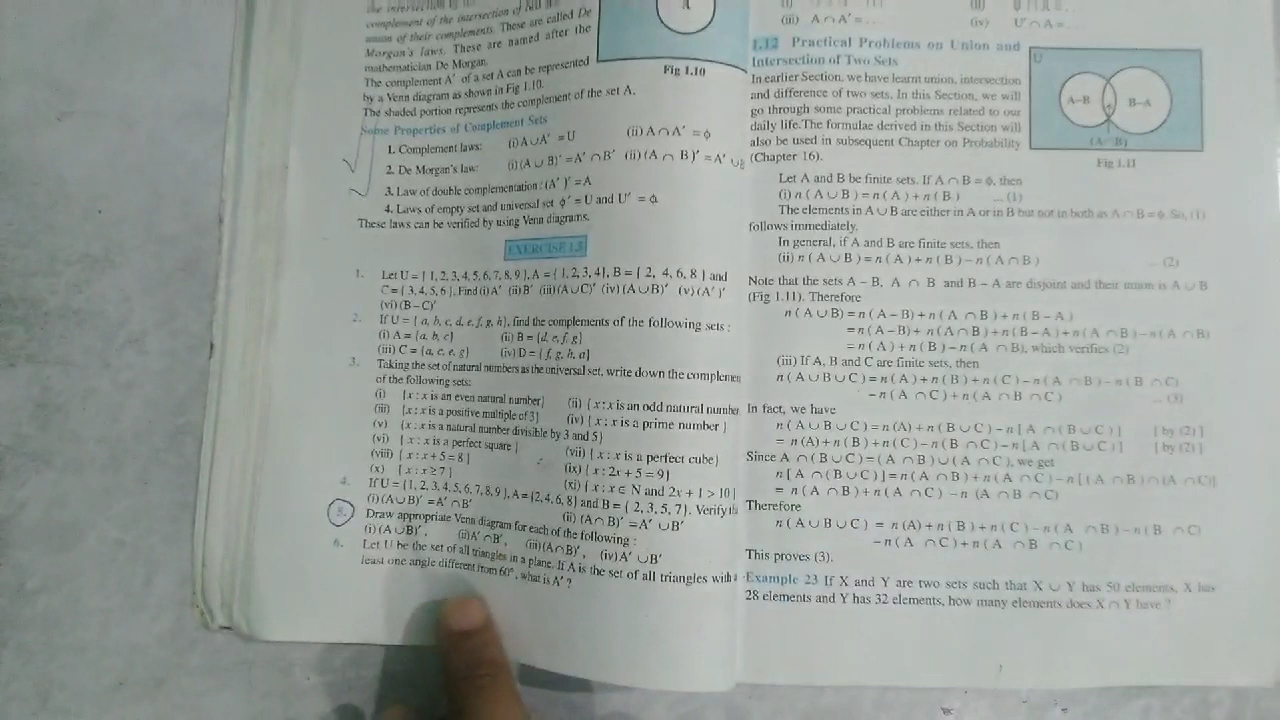 complement of the intersection of
union of their complements. These are called De
Morgan's laws. These are named after the
mathematician De Morgan.
The complement A′ of a set A can be represented
by a Venn diagram as shown in Fig 1.10.
The shaded portion represents the complement of the set A.
A
Fig 1.10
Some Properties of Complement Sets
1. Complement laws: (i) A ∪ A′ = U (ii) A ∩ A′ = ϕ
2. De Morgan's law: (i) (A ∪ B)′ = A′ ∩ B′ (ii) (A ∩ B)′ = A′ ∪ B
3. Law of double complementation : (A′ )′ = A
4. Laws of empty set and universal set ϕ′ = U and U′ = ϕ.
These laws can be verified by using Venn diagrams.
EXERCISE 1.5
1. Let U = { 1, 2, 3, 4, 5, 6, 7, 8, 9 }, A = { 1, 2, 3, 4}, B = { 2, 4, 6, 8 } and
C = { 3, 4, 5, 6 }. Find (i) A′ (ii) B′ (iii) (A ∪ C)′ (iv) (A ∪ B)′ (v) (A′ )′
(vi) (B – C)′
2. If U = { a, b, c, d, e, f, g, h}, find the complements of the following sets :
(i) A = {a, b, c} (ii) B = {d, e, f, g}
(iii) C = {a, c, e, g} (iv) D = { f, g, h, a}
3. Taking the set of natural numbers as the universal set, write down the complemen
of the following sets:
(i) {x : x is an even natural number} (ii) { x : x is an odd natural number
(iii) {x : x is a positive multiple of 3} (iv) { x : x is a prime number }
(v) {x : x is a natural number divisible by 3 and 5}
(vi) { x : x is a perfect square } (vii) { x : x is a perfect cube}
(viii) { x : x + 5 = 8 } (ix) { x : 2x + 5 = 9}
(x) { x : x ≥ 7 } (xi) { x : x ∈ N and 2x + 1 > 10 }
4. If U = {1, 2, 3, 4, 5, 6, 7, 8, 9 }, A = {2, 4, 6, 8} and B = { 2, 3, 5, 7}. Verify th
(i) (A ∪ B)′ = A′ ∩ B′ (ii) (A ∩ B)′ = A′ ∪ B′
5. Draw appropriate Venn diagram for each of the following :
(i) (A ∪ B)′, (ii) A′ ∩ B′, (iii) (A ∩ B)′, (iv) A′ ∪ B′
6. Let U be the set of all triangles in a plane. If A is the set of all triangles with a
least one angle different from 60°, what is A′ ?
(iii) A ∩ A′ = . . . (iv) U′ ∩ A = . . .
1.12 Practical Problems on Union and
Intersection of Two Sets
In earlier Section, we have learnt union, intersection
and difference of two sets. In this Section, we will
go through some practical problems related to our
daily life.The formulae derived in this Section will
also be used in subsequent Chapter on Probability
(Chapter 16).
U
A–B
B–A
(A ∩ B)
Fig 1.11
Let A and B be finite sets. If A ∩ B = ϕ, then
(i) n ( A ∪ B ) = n ( A ) + n ( B ) ... (1)
The elements in A ∪ B are either in A or in B but not in both as A ∩ B = ϕ. So, (1)
follows immediately.
In general, if A and B are finite sets, then
(ii) n ( A ∪ B ) = n ( A ) + n ( B ) – n ( A ∩ B ) ... (2)
Note that the sets A – B, A ∩ B and B – A are disjoint and their union is A ∪ B
(Fig 1.11). Therefore
n ( A ∪ B) = n ( A – B) + n ( A ∩ B ) + n ( B – A )
= n ( A – B) + n ( A ∩ B ) + n ( B – A ) + n ( A ∩ B ) – n ( A ∩ B)
= n ( A ) + n ( B ) – n ( A ∩ B), which verifies (2)
(iii) If A, B and C are finite sets, then
n ( A ∪ B ∪ C ) = n ( A ) + n ( B ) + n ( C ) – n ( A ∩ B ) – n ( B ∩ C)
– n ( A ∩ C ) + n ( A ∩ B ∩ C ) ... (3)
In fact, we have
n ( A ∪ B ∪ C ) = n (A) + n ( B ∪ C ) – n [ A ∩ ( B ∪ C ) ] [ by (2) ]
= n (A) + n ( B ) + n ( C ) – n ( B ∩ C ) – n [ A ∩ ( B ∪ C ) ] [ by (2) ]
Since A ∩ ( B ∪ C ) = ( A ∩ B ) ∪ ( A ∩ C ), we get
n [ A ∩ ( B ∪ C ) ] = n ( A ∩ B ) + n ( A ∩ C ) – n [ ( A ∩ B ) ∩ (A ∩ C)]
= n ( A ∩ B ) + n ( A ∩ C ) – n (A ∩ B ∩ C)
Therefore
n ( A ∪ B ∪ C ) = n (A) + n ( B ) + n ( C ) – n ( A ∩ B ) – n ( B ∩ C)
– n ( A ∩ C ) + n ( A ∩ B ∩ C )
This proves (3).
Example 23 If X and Y are two sets such that X ∪ Y has 50 elements, X has
28 elements and Y has 32 elements, how many elements does X ∩ Y have ?